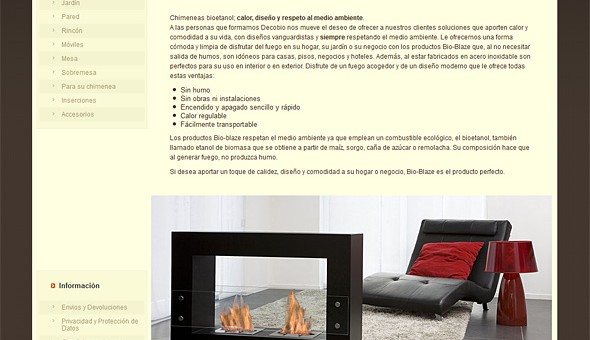 Jardín
Pared
Rincón
Móviles
Mesa
Sobremesa
Para su chimenea
Inserciones
Accesorios
Chimeneas bioetanol; calor, diseño y respeto al medio ambiente.
A las personas que formamos Decobio nos mueve el deseo de ofrecer a nuestros clientes soluciones que aporten calor y
comodidad a su vida, con diseños vanguardistas y siempre respetando el medio ambiente. Le ofrecemos una forma
cómoda y limpia de disfrutar del fuego en su hogar, su jardín o su negocio con los productos Bio-Blaze que, al no necesitar
salida de humos, son idóneos para casas, pisos, negocios y hoteles. Además, al estar fabricados en acero inoxidable son
perfectos para su uso en interior o en exterior. Disfrute de un fuego acogedor y de un diseño moderno que le ofrece todas
estas ventajas:
Sin humo
Sin obras ni instalaciones
Encendido y apagado sencillo y rápido
Calor regulable
Fácilmente transportable
Los productos Bio-blaze respetan el medio ambiente ya que emplean un combustible ecológico, el bioetanol, también
llamado etanol de biomasa que se obtiene a partir de maíz, sorgo, caña de azúcar o remolacha. Su composición hace que
al generar fuego, no produzca humo.
Si desea aportar un toque de calidez, diseño y comodidad a su hogar o negocio, Bio-Blaze es el producto perfecto.
Información
Envios y Devoluciones
Privacidad y Protección de
Datos